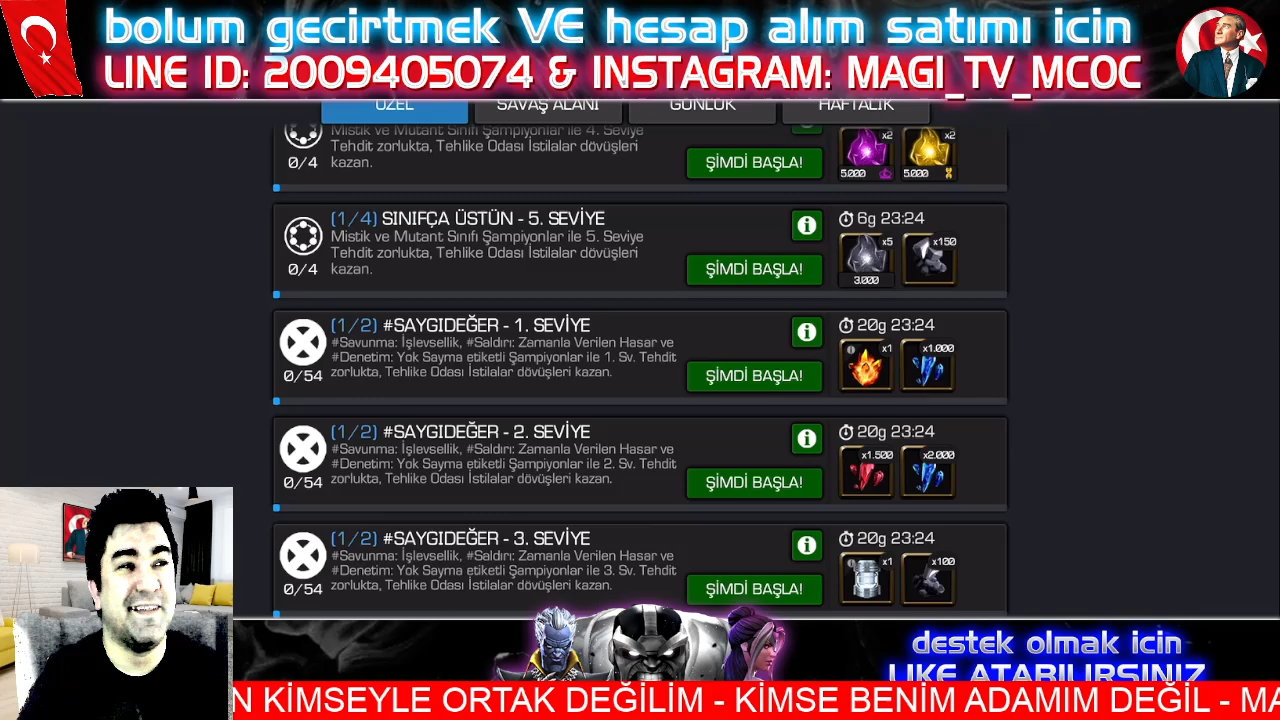 bolum gecirtmek VE hesap alım satımı icin
LINE ID: 2009405074 & INSTAGRAM: MAGI_TV_MCOC
ÖZEL
SAVAŞ ALANI
GÜNLÜK
HAFTALIK
Mistik ve Mutant Sınıfı Şampiyonlar ile 4. Seviye
Tehdit zorlukta, Tehlike Odası İstilalar dövüşleri
kazan.
0/4
ŞİMDİ BAŞLA!
x2
5.000
x2
5.000
(1/4) SINIFÇA ÜSTÜN - 5. SEVİYE
Mistik ve Mutant Sınıfı Şampiyonlar ile 5. Seviye
Tehdit zorlukta, Tehlike Odası İstilalar dövüşleri
kazan.
0/4
ŞİMDİ BAŞLA!
6g 23:24
x5
3.000
x150
(1/2) #SAYGIDEĞER - 1. SEVİYE
#Savunma: İşlevsellik, #Saldırı: Zamanla Verilen Hasar ve
#Denetim: Yok Sayma etiketli Şampiyonlar ile 1. Sv. Tehdit
zorlukta, Tehlike Odası İstilalar dövüşleri kazan.
0/54
ŞİMDİ BAŞLA!
20g 23:24
x1
x1.000
(1/2) #SAYGIDEĞER - 2. SEVİYE
#Savunma: İşlevsellik, #Saldırı: Zamanla Verilen Hasar ve
#Denetim: Yok Sayma etiketli Şampiyonlar ile 2. Sv. Tehdit
zorlukta, Tehlike Odası İstilalar dövüşleri kazan.
0/54
ŞİMDİ BAŞLA!
20g 23:24
x1.500
x2.000
(1/2) #SAYGIDEĞER - 3. SEVİYE
#Savunma: İşlevsellik, #Saldırı: Zamanla Verilen Hasar ve
#Denetim: Yok Sayma etiketli Şampiyonlar ile 3. Sv. Tehdit
zorlukta, Tehlike Odası İstilalar dövüşleri kazan.
0/54
ŞİMDİ BAŞLA!
20g 23:24
x1
x100
destek olmak icin
LIKE ATABILIRSINIZ
N KİMSEYLE ORTAK DEĞİLİM - KİMSE BENİM ADAMIM DEĞİL - MA